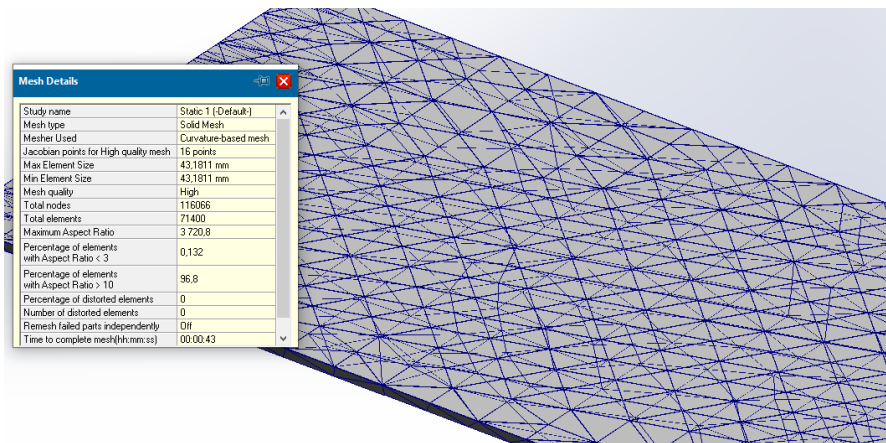 Mesh Details
Study name Static 1 (-Default-)
Mesh type Solid Mesh
Mesher Used Curvature-based mesh
Jacobian points for High quality mesh 16 points
Max Element Size 43,1811 mm
Min Element Size 43,1811 mm
Mesh quality High
Total nodes 116066
Total elements 71400
Maximum Aspect Ratio 3 720,8
Percentage of elements
with Aspect Ratio < 3 0,132
Percentage of elements
with Aspect Ratio > 10 96,8
Percentage of distorted elements 0
Number of distorted elements 0
Remesh failed parts independently Off
Time to complete mesh(hh:mm:ss) 00:00:43